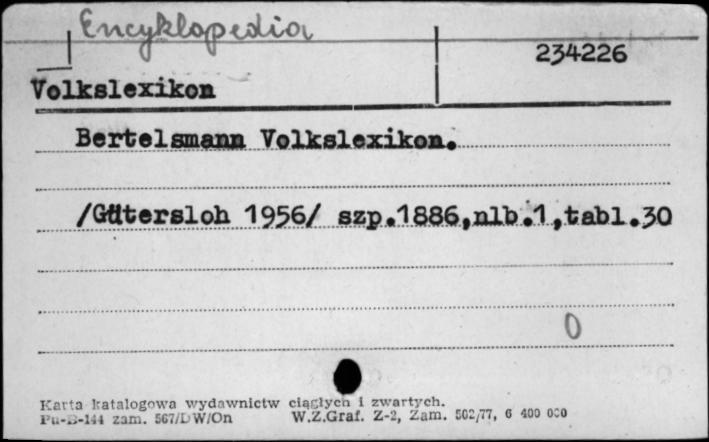 Encyklopedia
234226
Volkslexikon
Bertelsmann Volkslexikon.
/Gütersloh 1956/ szp.1886,nlb.1,tabl.30
0
Karta katalogowa wydawnictw ciągłych i zwartych.
Pu-B-144 zam. 567/DW/On W.Z.Graf. Z-2, Zam. 502/77, 6 400 000